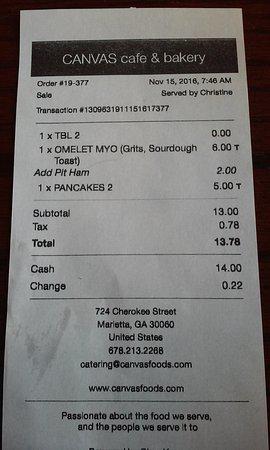 CANVAS cafe & bakery
Order #19-377 Nov 15, 2016, 7:46 AM
Sale Served by Christine
Transaction #1309631911151617377
1 x TBL 2 0.00
1 x OMELET MYO (Grits, Sourdough 6.00 T
Toast)
Add Pit Ham 2.00
1 x PANCAKES 2 5.00 T
Subtotal 13.00
Tax 0.78
Total 13.78
Cash 14.00
Change 0.22
724 Cherokee Street
Marietta, GA 30060
United States
678.213.2268
catering@canvasfoods.com
www.canvasfoods.com
Passionate about the food we serve,
and the people we serve it to